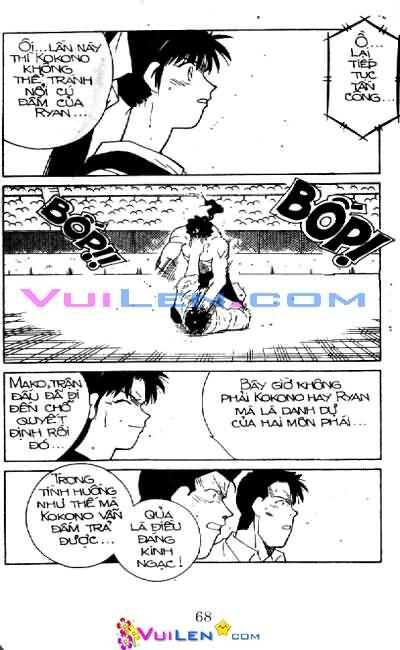 ÔI...LẦN NÀY
THÌ KOKONO
KHÔNG
THỂ TRÁNH
NỔI CÚ
ĐẤM CỦA
RYAN...
Ồ...
LẠI
TIẾP
TỤC
TẤN
CÔNG...
BỐP!!
BỐP!
VUILEN.COM
MAKO, TRẬN
ĐẤU ĐÃ ĐI
ĐẾN CHỖ
QUYẾT
ĐỊNH RỒI
ĐÓ...
BÂY GIỜ KHÔNG
PHẢI KOKONO HAY RYAN
MÀ LÀ DANH DỰ
CỦA HAI MÔN PHÁI...
TRONG
TÌNH HUỐNG
NHƯ THẾ MÀ
KOKONO VẪN
ĐẤM TRẢ
ĐƯỢC...
QUẢ
LÀ ĐIỀU
ĐÁNG
KINH
NGẠC!
68
VUILEN.COM